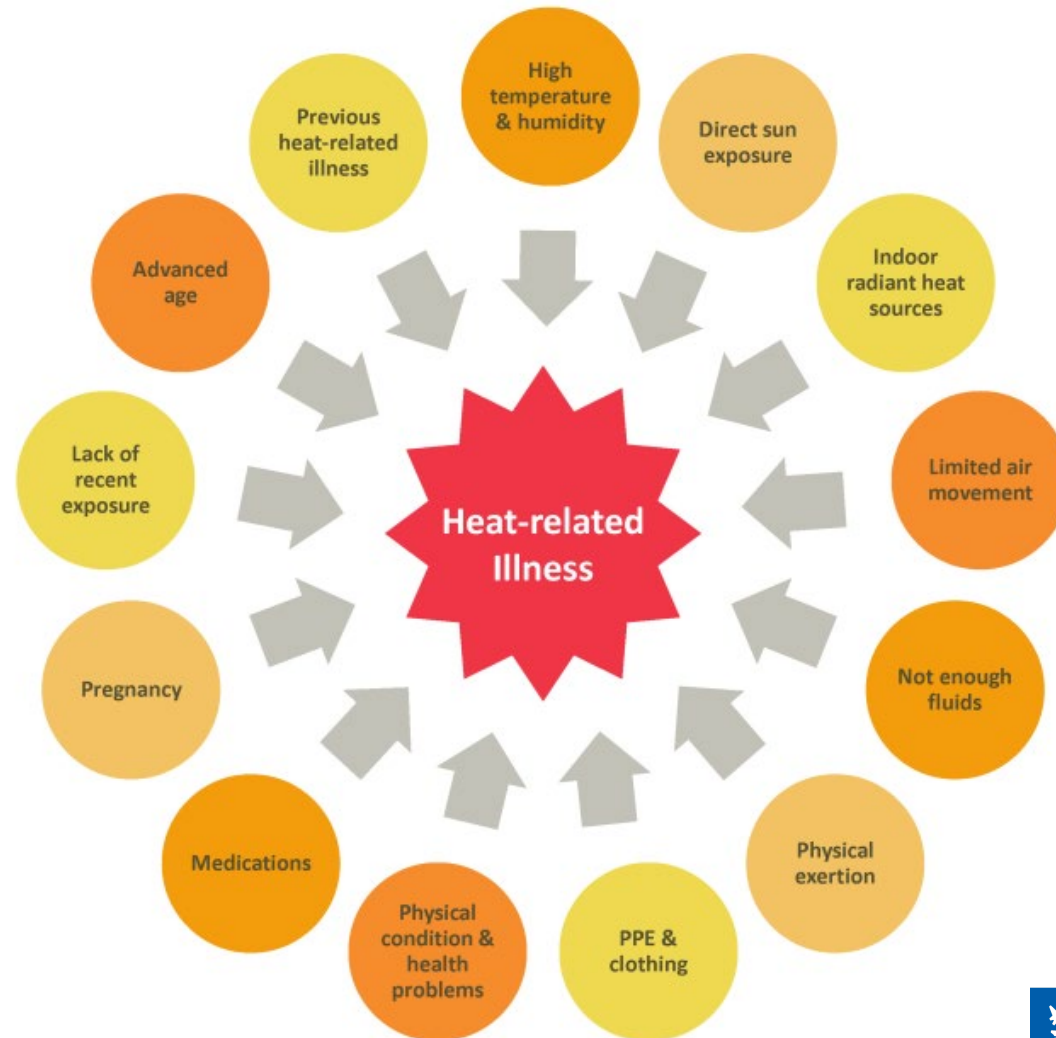 High
temperature
& humidity
Direct sun
exposure
Indoor
radiant heat
sources
Limited air
movement
Not enough
fluids
Physical
exertion
PPE &
clothing
Physical
condition &
health
problems
Medications
Pregnancy
Lack of
recent
exposure
Advanced
age
Previous
heat-related
illness
Heat-related
Illness